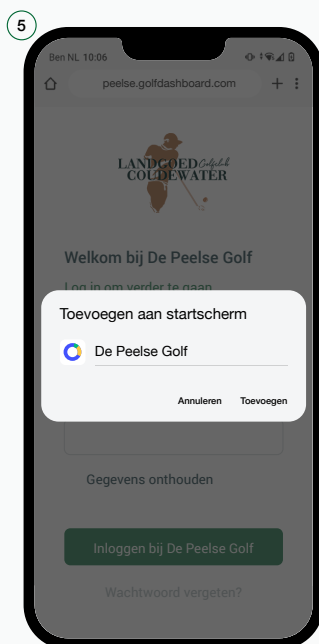 5
Ben NL 10:06
peelse.golfdashboard.com
LANDGOED Golfclub
COUDEWATER
Welkom bij De Peelse Golf
Log in om verder te gaan
Toevoegen aan startscherm
De Peelse Golf
Annuleren Toevoegen
Gegevens onthouden
Inloggen bij De Peelse Golf
Wachtwoord vergeten?